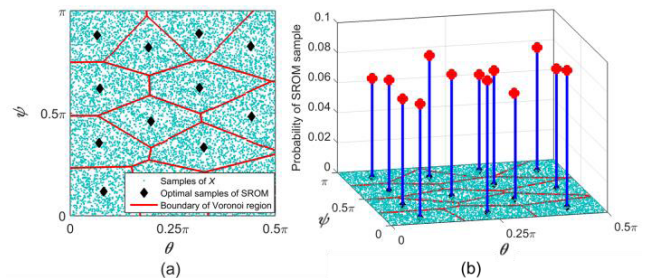 π
0.5π
0
ψ
Samples of X
Optimal samples of SROM
Boundary of Voronoi region
0
0.25π
0.5π
θ
(a)
(b)
0.1
0.08
0.06
0.04
0.02
0
Probability of SROM sample
π
0.5π
0
ψ
0
0.25π
0.5π
θ